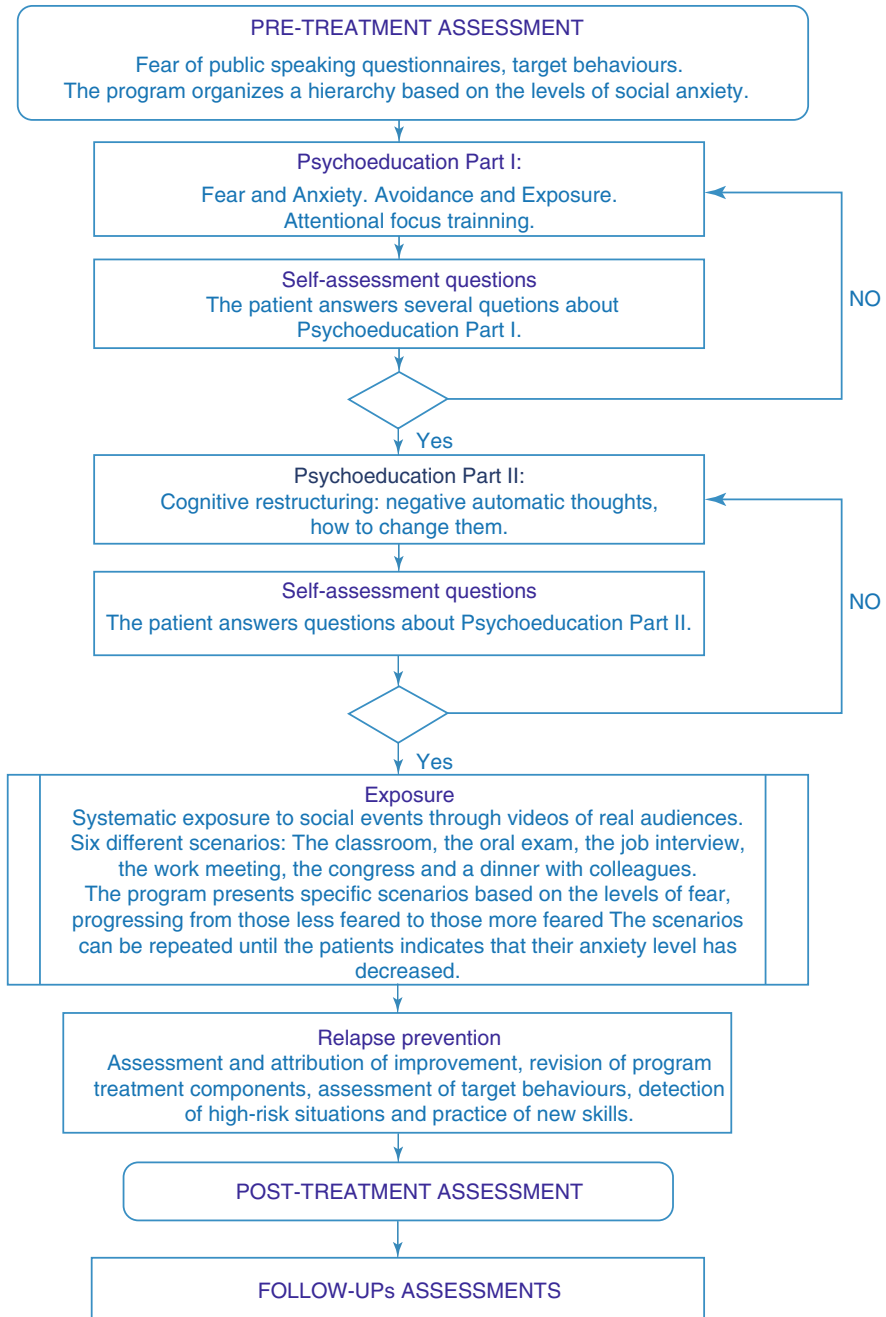 PRE-TREATMENT ASSESSMENT
Fear of public speaking questionnaires, target behaviours.
The program organizes a hierarchy based on the levels of social anxiety.
Psychoeducation Part I:
Fear and Anxiety. Avoidance and Exposure.
Attentional focus trainning.
Self-assessment questions
The patient answers several quetions about
Psychoeducation Part I.
NO
Yes
Psychoeducation Part II:
Cognitive restructuring: negative automatic thoughts,
how to change them.
Self-assessment questions
The patient answers questions about Psychoeducation Part II.
NO
Yes
Exposure
Systematic exposure to social events through videos of real audiences.
Six different scenarios: The classroom, the oral exam, the job interview,
the work meeting, the congress and a dinner with colleagues.
The program presents specific scenarios based on the levels of fear,
progressing from those less feared to those more feared The scenarios
can be repeated until the patients indicates that their anxiety level has
decreased.
Relapse prevention
Assessment and attribution of improvement, revision of program
treatment components, assessment of target behaviours, detection
of high-risk situations and practice of new skills.
POST-TREATMENT ASSESSMENT
FOLLOW-UPs ASSESSMENTS